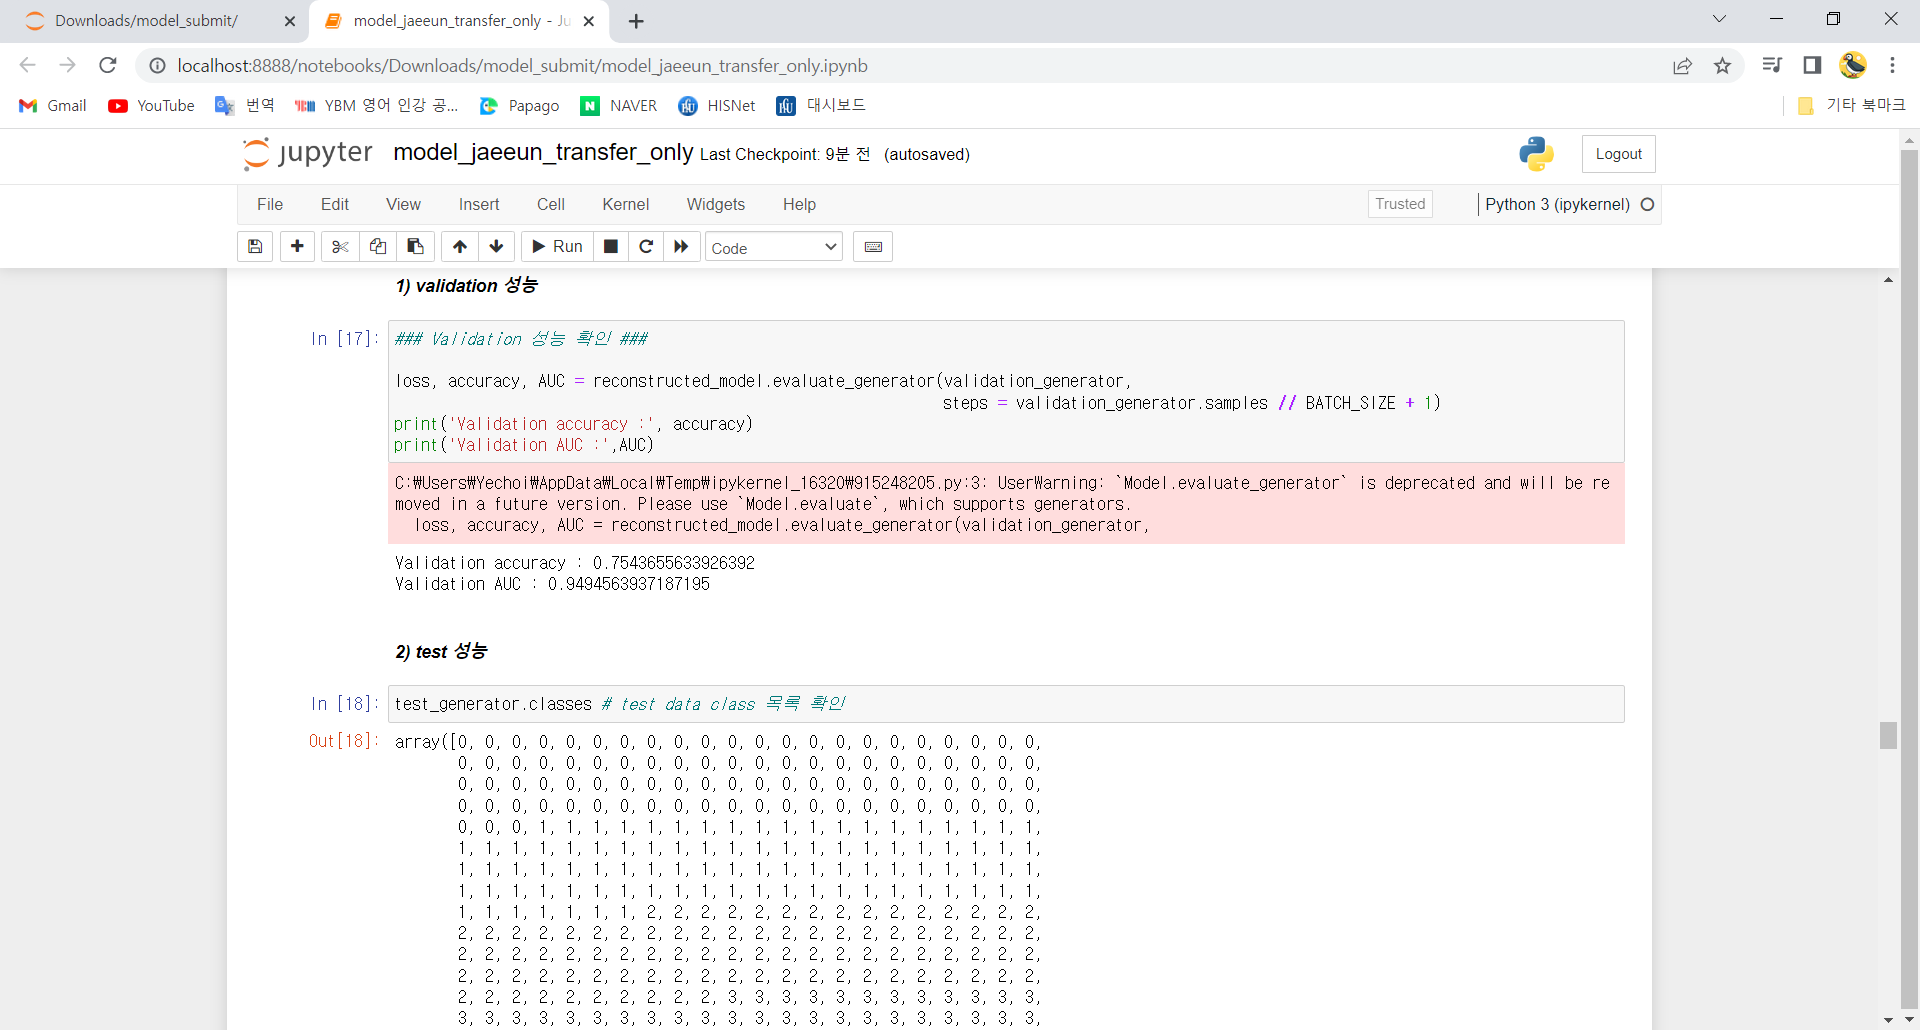 Downloads/model_submit/
model_jaeeun_transfer_only - Ju
localhost:8888/notebooks/Downloads/model_submit/model_jaeeun_transfer_only.ipynb
Gmail YouTube 번역 YBM 영어 인강 공... Papago NAVER HISNet 대시보드 기타 북마크
jupyter model_jaeeun_transfer_only Last Checkpoint: 9분 전 (autosaved) Logout
File Edit View Insert Cell Kernel Widgets Help Trusted Python 3 (ipykernel)
Run Code
1) validation 성능
In [17]: ### Validation 성능 확인 ###
loss, accuracy, AUC = reconstructed_model.evaluate_generator(validation_generator,
steps = validation_generator.samples // BATCH_SIZE + 1)
print('Validation accuracy :', accuracy)
print('Validation AUC :',AUC)
C:₩Users₩Yechoi₩AppData₩Local₩Temp₩ipykernel_16320₩915248205.py:3: UserWarning: `Model.evaluate_generator` is deprecated and will be re
moved in a future version. Please use `Model.evaluate`, which supports generators.
loss, accuracy, AUC = reconstructed_model.evaluate_generator(validation_generator,
Validation accuracy : 0.7543655633926392
Validation AUC : 0.9494563937187195
2) test 성능
In [18]: test_generator.classes # test data class 목록 확인
Out[18]: array([0, 0, 0, 0, 0, 0, 0, 0, 0, 0, 0, 0, 0, 0, 0, 0, 0, 0, 0, 0, 0, 0,
0, 0, 0, 0, 0, 0, 0, 0, 0, 0, 0, 0, 0, 0, 0, 0, 0, 0, 0, 0, 0, 0,
0, 0, 0, 0, 0, 0, 0, 0, 0, 0, 0, 0, 0, 0, 0, 0, 0, 0, 0, 0, 0, 0,
0, 0, 0, 0, 0, 0, 0, 0, 0, 0, 0, 0, 0, 0, 0, 0, 0, 0, 0, 0, 0, 0,
0, 0, 0, 1, 1, 1, 1, 1, 1, 1, 1, 1, 1, 1, 1, 1, 1, 1, 1, 1, 1, 1,
1, 1, 1, 1, 1, 1, 1, 1, 1, 1, 1, 1, 1, 1, 1, 1, 1, 1, 1, 1, 1, 1,
1, 1, 1, 1, 1, 1, 1, 1, 1, 1, 1, 1, 1, 1, 1, 1, 1, 1, 1, 1, 1, 1,
1, 1, 1, 1, 1, 1, 1, 1, 1, 1, 1, 1, 1, 1, 1, 1, 1, 1, 1, 1, 1, 1,
1, 1, 1, 1, 1, 1, 1, 2, 2, 2, 2, 2, 2, 2, 2, 2, 2, 2, 2, 2, 2, 2,
2, 2, 2, 2, 2, 2, 2, 2, 2, 2, 2, 2, 2, 2, 2, 2, 2, 2, 2, 2, 2, 2,
2, 2, 2, 2, 2, 2, 2, 2, 2, 2, 2, 2, 2, 2, 2, 2, 2, 2, 2, 2, 2, 2,
2, 2, 2, 2, 2, 2, 2, 2, 2, 2, 2, 2, 2, 2, 2, 2, 2, 2, 2, 2, 2, 2,
2, 2, 2, 2, 2, 2, 2, 2, 2, 2, 3, 3, 3, 3, 3, 3, 3, 3, 3, 3, 3, 3,
3, 3, 3, 3, 3, 3, 3, 3, 3, 3, 3, 3, 3, 3, 3, 3, 3, 3, 3, 3, 3, 3,